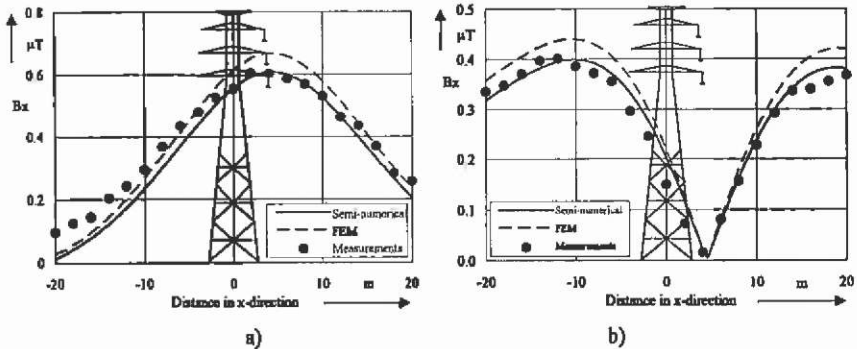 a)
0.8
μT
0.6
Bx
0.4
0.2
0
Semi-numerical
FEM
Measuraments
-20
-10
0
10
m
20
Distance in x-direction
a)
b)
0.5
μT
0.4
Bx
0.3
0.2
0.1
0.0
Semi-numerical
FEM
Measuraments
-20
-10
0
10
m
20
Distance in x-direction
b)